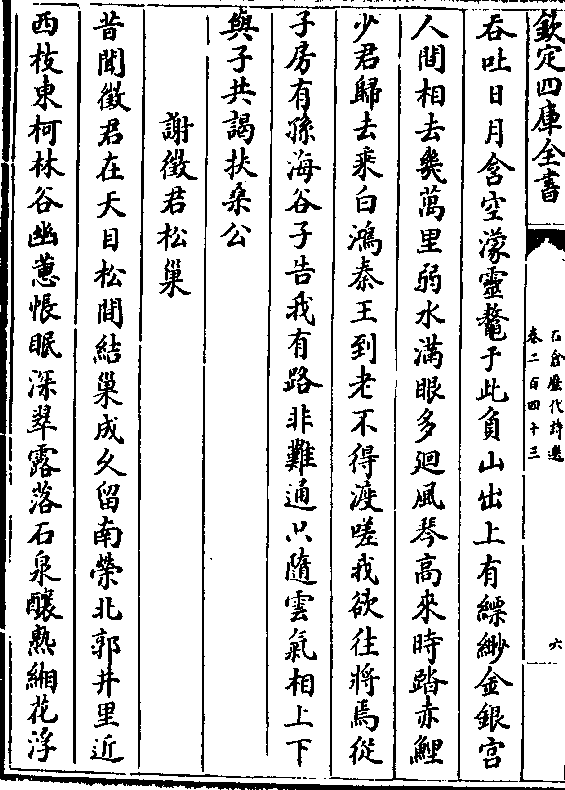 欽定四庫全書
石倉歷代詩選
卷二百四十三
六
吞吐日月含空濛靈鼇于此負山出上有縹緲金銀宮
人間相去幾萬里弱水滿眼多廻風琴高來時踏赤鯉
少君歸去乘白鴻秦王到老不得渡嗟我欲往將焉從
子房有孫海谷子告我有路非難通只隨雲氣相上下
與子共謁扶桑公
謝徵君松巢
昔聞徵君在天目松間結巢成久留南榮北郭井里近
西枝東柯林谷幽蔥帳眠深翠露落石泉釀熟緗花浮